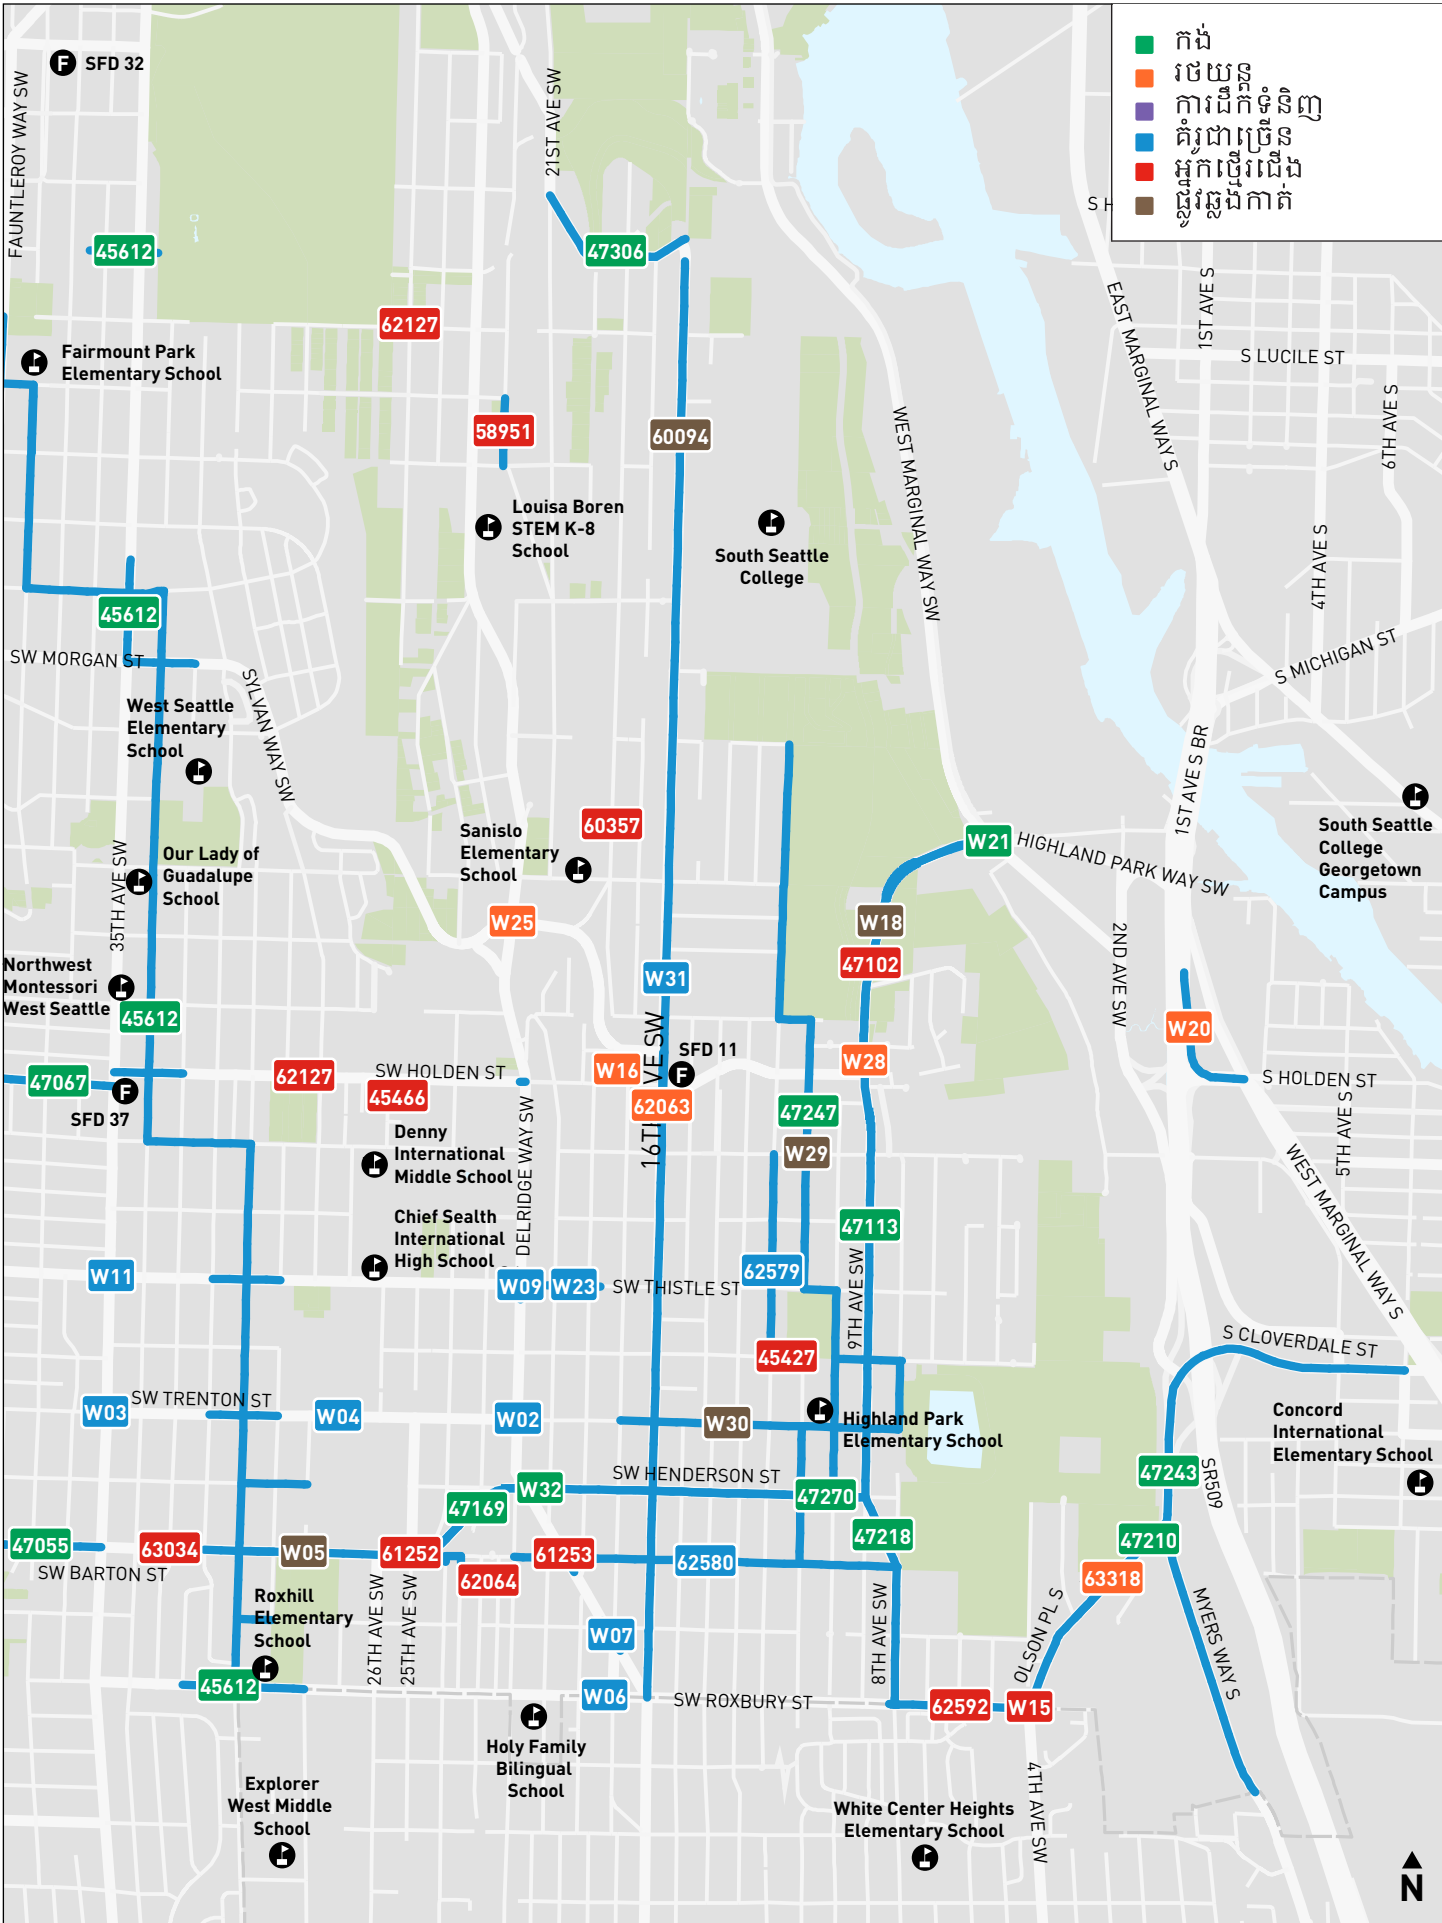 កង់
រថយន្ត
ការដឹកទំនិញ
គំរូជាច្រើន
អ្នកថ្មើរជើង
ផ្លូវឆ្លងកាត់
SFD 32
FAUNTLEROY WAY SW
21ST AVE SW
S H
45612
47306
62127
EAST MARGINAL WAY S
1ST AVE S
S LUCILE ST
6TH AVE S
Fairmount Park
Elementary School
58951
60094
WEST MARGINAL WAY SW
Louisa Boren
STEM K-8
School
South Seattle
College
4TH AVE S
45612
SW MORGAN ST
S MICHIGAN ST
SYLVAN WAY SW
West Seattle
Elementary
School
1ST AVE S BR
60357
Sanislo
Elementary
School
W21
HIGHLAND PARK WAY SW
South Seattle
College
Georgetown
Campus
Our Lady of
Guadalupe
School
35TH AVE SW
W25
W18
47102
2ND AVE SW
Northwest
Montessori
West Seattle
45612
W31
16TH AVE SW
SFD 11
W20
47067
SFD 37
62127
SW HOLDEN ST
45466
W16
62063
W28
S HOLDEN ST
5TH AVE S
47247
W29
Denny
International
Middle School
DELRIDGE WAY SW
WEST MARGINAL WAY S
Chief Sealth
International
High School
47113
9TH AVE SW
W11
W09
W23
SW THISTLE ST
62579
45427
S CLOVERDALE ST
SW TRENTON ST
W03
W04
W02
W30
Highland Park
Elementary School
Concord
International
Elementary School
SW HENDERSON ST
47243
SR509
W32
47169
47270
47218
47210
47055
63034
W05
61252
61253
62580
62064
63318
SW BARTON ST
Roxhill
Elementary
School
26TH AVE SW
25TH AVE SW
8TH AVE SW
OLSON PL S
MYERS WAY S
W07
45612
W06
SW ROXBURY ST
62592
W15
Holy Family
Bilingual
School
4TH AVE SW
Explorer
West Middle
School
White Center Heights
Elementary School
N